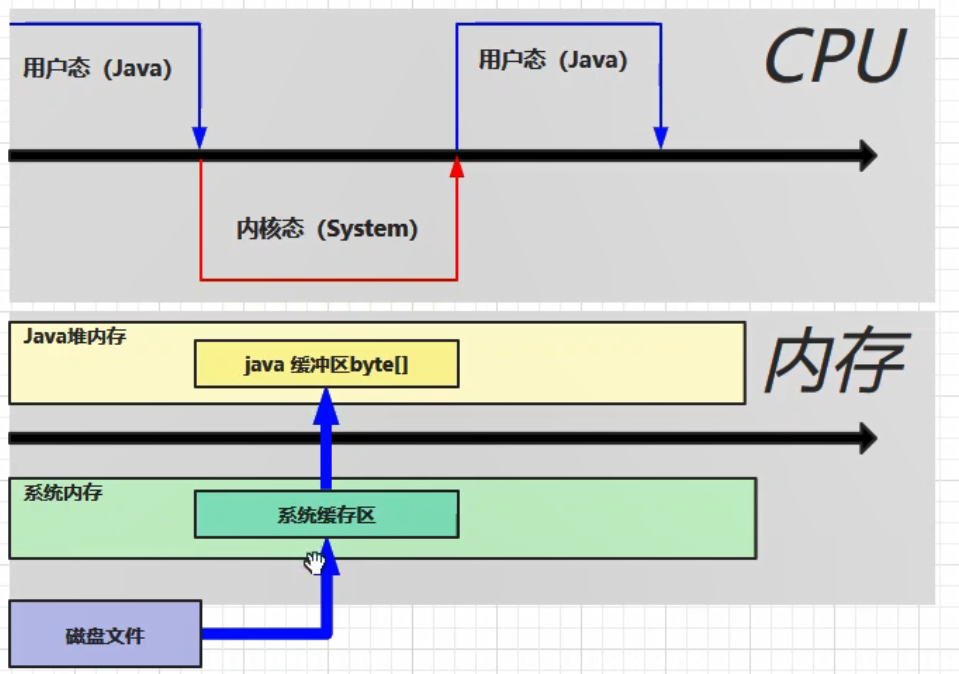 CPU
用户态（Java）
用户态（Java）
内核态（System）
Java堆内存
java 缓冲区byte[]
内存
系统内存
系统缓存区
磁盘文件